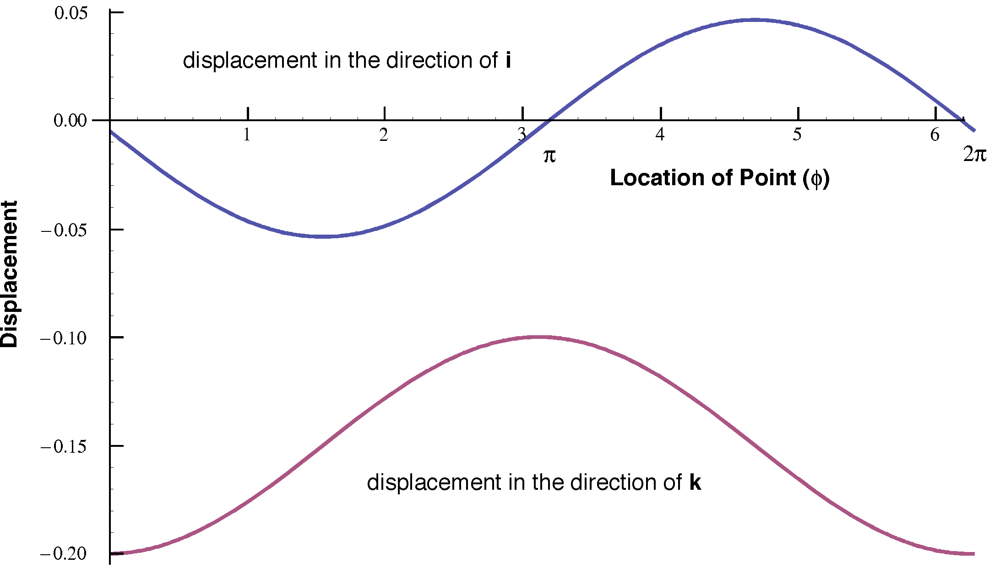 0.05
displacement in the direction of i
0.00
1 2 3 4 5 6
π 2π
Location of Point (ϕ)
−0.05
Displacement
−0.10
−0.15
displacement in the direction of k
−0.20